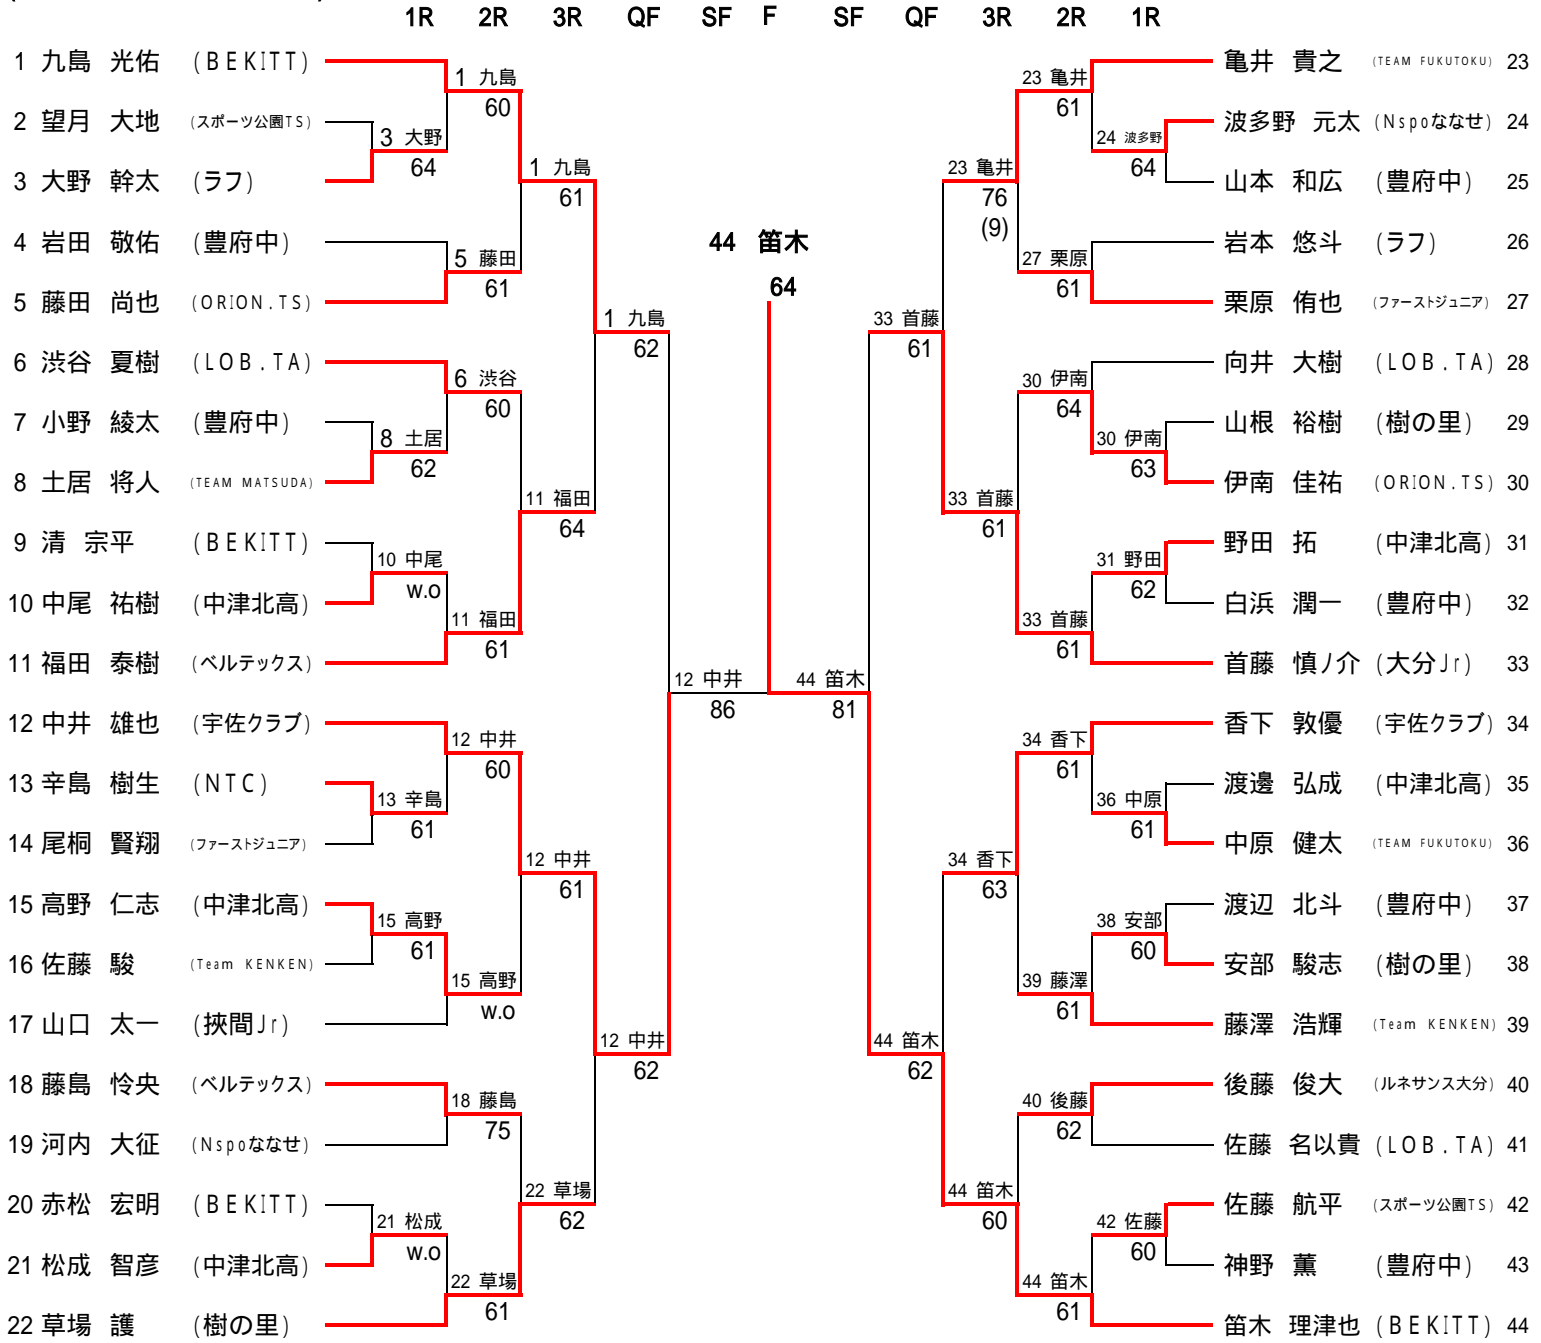 1R 2R 3R QF SF F SF QF 3R 2R 1R
1 九島 光佑 (BEKITT)
2 望月 大地 (スポーツ公園TS)
3 大野 幹太 (ラフ)
4 岩田 敬佑 (豊府中)
5 藤田 尚也 (ORION.TS)
6 渋谷 夏樹 (LOB.TA)
7 小野 綾太 (豊府中)
8 土居 将人 (TEAM MATSUDA)
9 清 宗平 (BEKITT)
10 中尾 祐樹 (中津北高)
11 福田 泰樹 (ベルテックス)
12 中井 雄也 (宇佐クラブ)
13 辛島 樹生 (NTC)
14 尾桐 賢翔 (ファーストジュニア)
15 高野 仁志 (中津北高)
16 佐藤 駿 (Team KENKEN)
17 山口 太一 (挾間Jr)
18 藤島 怜央 (ベルテックス)
19 河内 大征 (Nspoななせ)
20 赤松 宏明 (BEKITT)
21 松成 智彦 (中津北高)
22 草場 護 (樹の里)
3 大野
64
8 土居
62
10 中尾
w.o
13 辛島
61
15 高野
61
21 松成
w.o
1 九島
60
5 藤田
61
6 渋谷
60
11 福田
61
12 中井
60
15 高野
w.o
18 藤島
75
22 草場
61
1 九島
61
11 福田
64
12 中井
61
22 草場
62
1 九島
62
12 中井
62
12 中井
86
44 笛木
64
44 笛木
81
33 首藤
61
44 笛木
62
23 亀井
76
(9)
33 首藤
61
34 香下
63
44 笛木
60
23 亀井
61
27 栗原
61
30 伊南
64
33 首藤
61
34 香下
61
39 藤澤
61
40 後藤
62
44 笛木
61
24 波多野
64
30 伊南
63
31 野田
62
36 中原
61
38 安部
60
42 佐藤
60
亀井 貴之 (TEAM FUKUTOKU) 23
波多野 元太 (Nspoななせ) 24
山本 和広 (豊府中) 25
岩本 悠斗 (ラフ) 26
栗原 侑也 (ファーストジュニア) 27
向井 大樹 (LOB.TA) 28
山根 裕樹 (樹の里) 29
伊南 佳祐 (ORION.TS) 30
野田 拓 (中津北高) 31
白浜 潤一 (豊府中) 32
首藤 慎ノ介 (大分Jr) 33
香下 敦優 (宇佐クラブ) 34
渡邊 弘成 (中津北高) 35
中原 健太 (TEAM FUKUTOKU) 36
渡辺 北斗 (豊府中) 37
安部 駿志 (樹の里) 38
藤澤 浩輝 (Team KENKEN) 39
後藤 俊大 (ルネサンス大分) 40
佐藤 名以貴 (LOB.TA) 41
佐藤 航平 (スポーツ公園TS) 42
神野 薫 (豊府中) 43
笛木 理津也 (BEKITT) 44